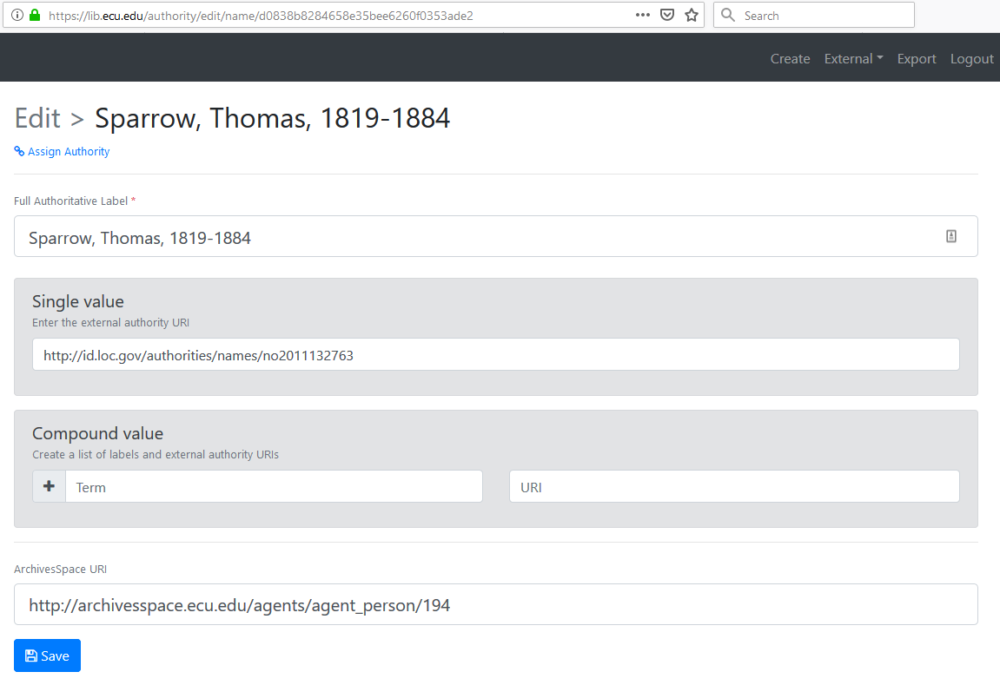 https://lib.ecu.edu/authority/edit/name/d0838b8284658e35bee6260f0353ade2
Search
Create External Export Logout
Edit > Sparrow, Thomas, 1819-1884
Assign Authority
Full Authoritative Label *
Sparrow, Thomas, 1819-1884
Single value
Enter the external authority URI
http://id.loc.gov/authorities/names/no2011132763
Compound value
Create a list of labels and external authority URIs
Term URI
ArchivesSpace URI
http://archivesspace.ecu.edu/agents/agent_person/194
Save